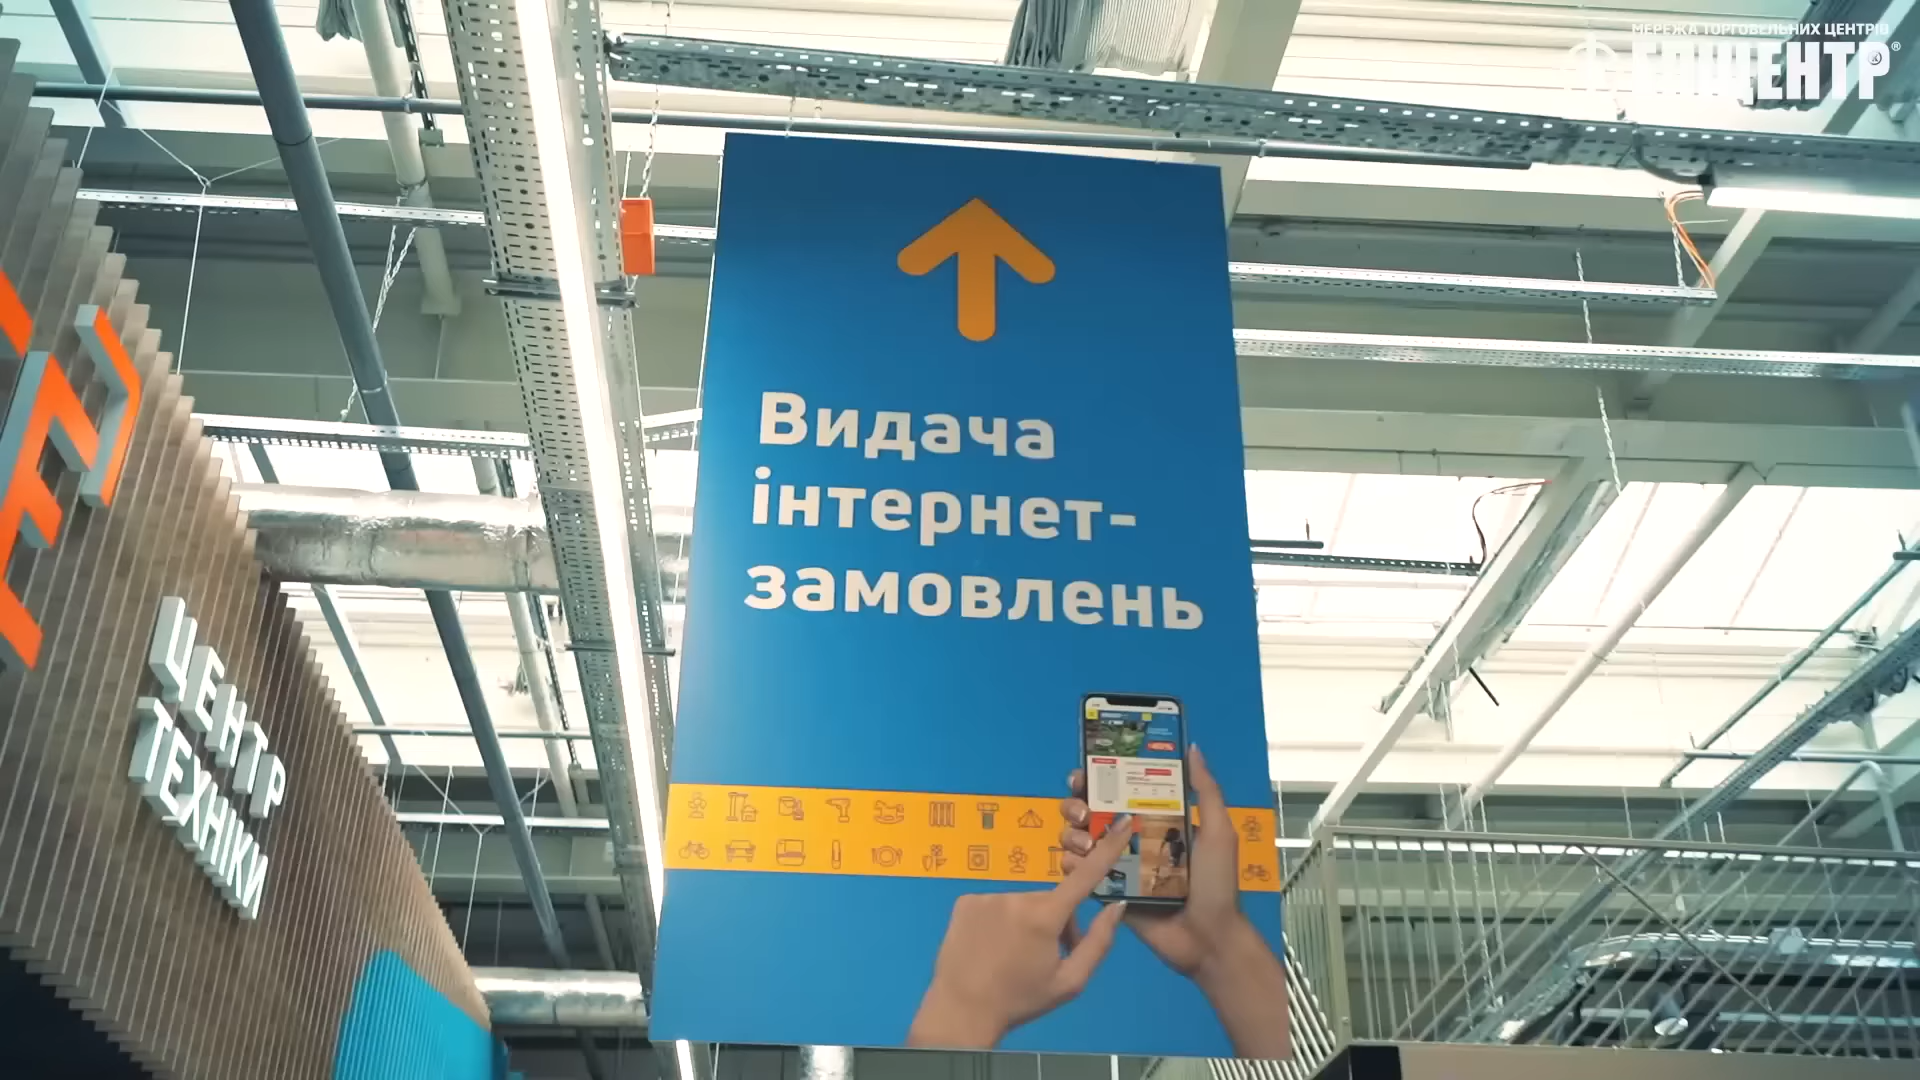 МЕРЕЖА ТОРГОВЕЛЬНИХ ЦЕНТРІВ
ЕПІЦЕНТР®
Видача
інтернет-
замовлень
ЦЕНТР
ТЕХНІКИ